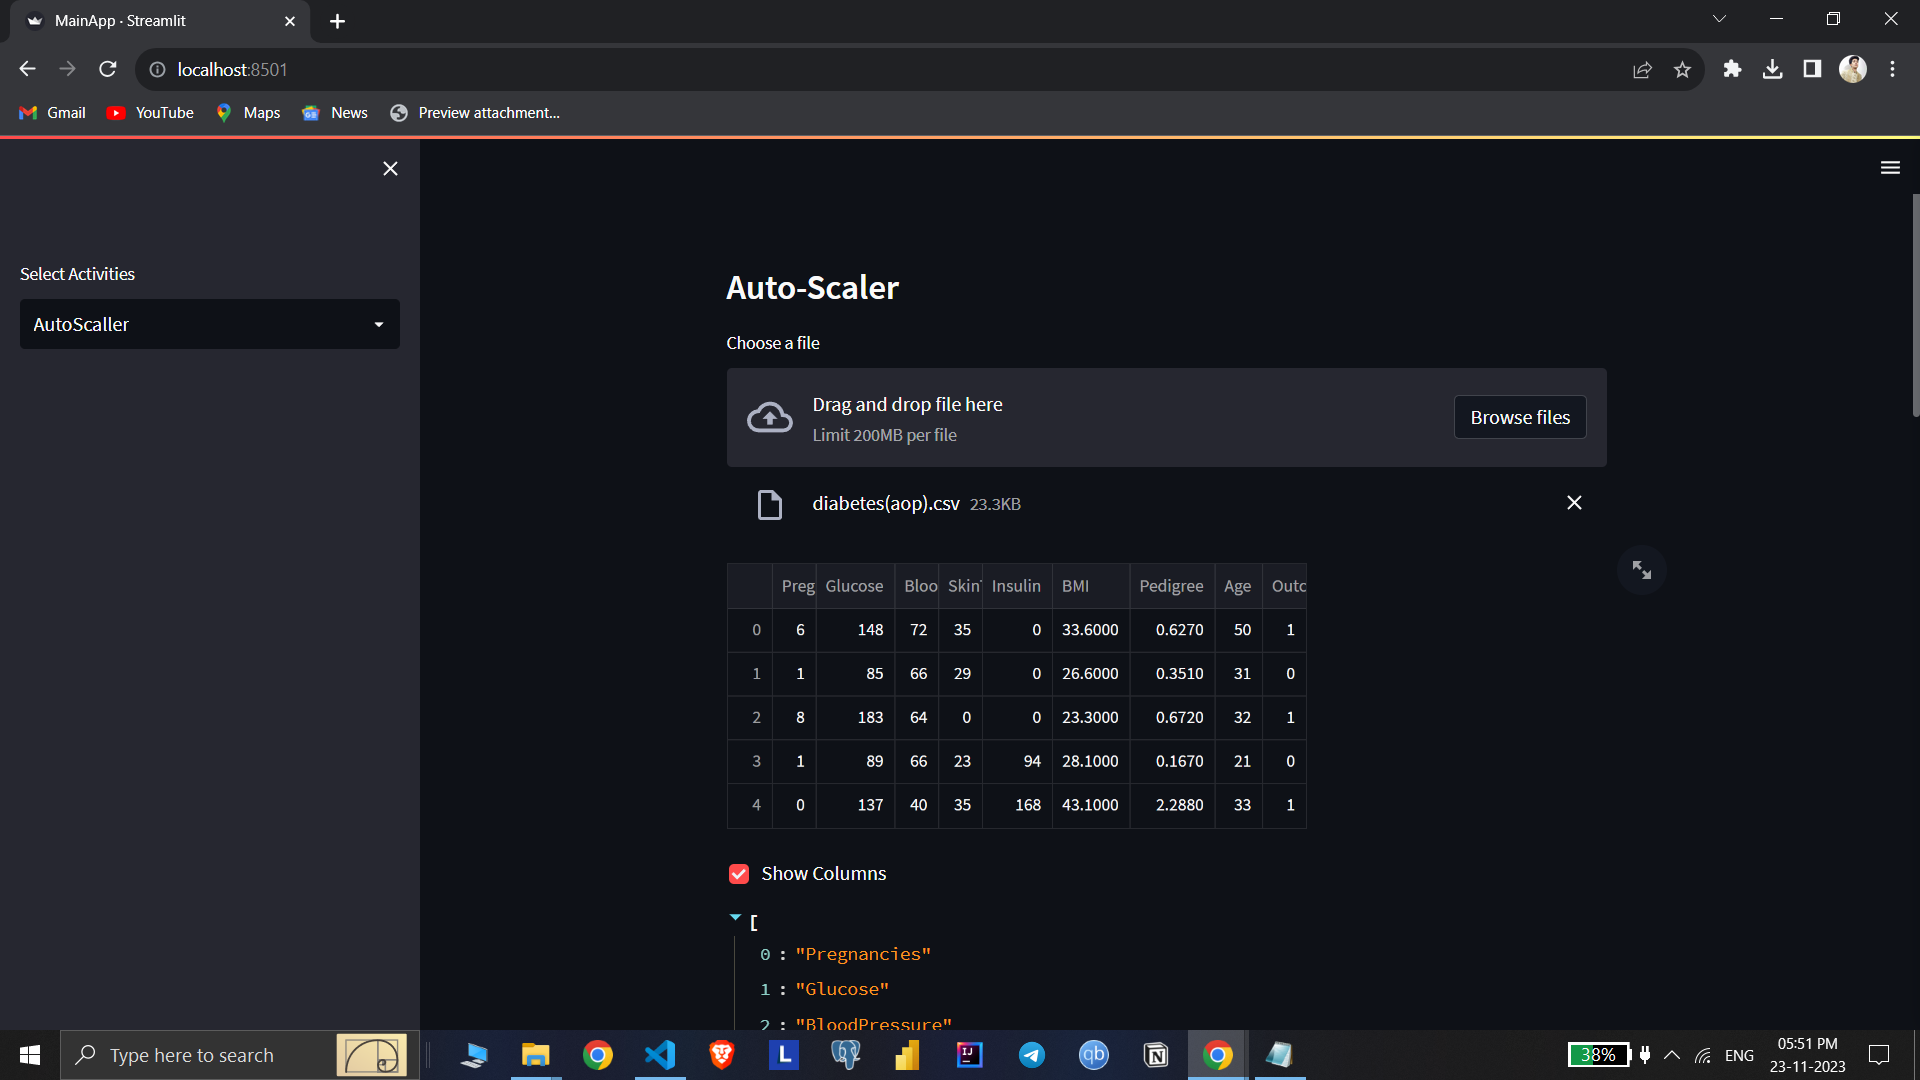 MainApp · Streamlit
localhost:8501
Gmail YouTube Maps News Preview attachment...
Select Activities
AutoScaller
Auto-Scaler
Choose a file
Drag and drop file here
Limit 200MB per file
Browse files
diabetes(aop).csv 23.3KB
Preg Glucose Bloo Skin Insulin BMI Pedigree Age Outc
0 6 148 72 35 0 33.6000 0.6270 50 1
1 1 85 66 29 0 26.6000 0.3510 31 0
2 8 183 64 0 0 23.3000 0.6720 32 1
3 1 89 66 23 94 28.1000 0.1670 21 0
4 0 137 40 35 168 43.1000 2.2880 33 1
Show Columns
[
0 : "Pregnancies"
1 : "Glucose"
2 : "BloodPressure"
Type here to search
L
IJ
qb
N
38%
ENG
05:51 PM
23-11-2023